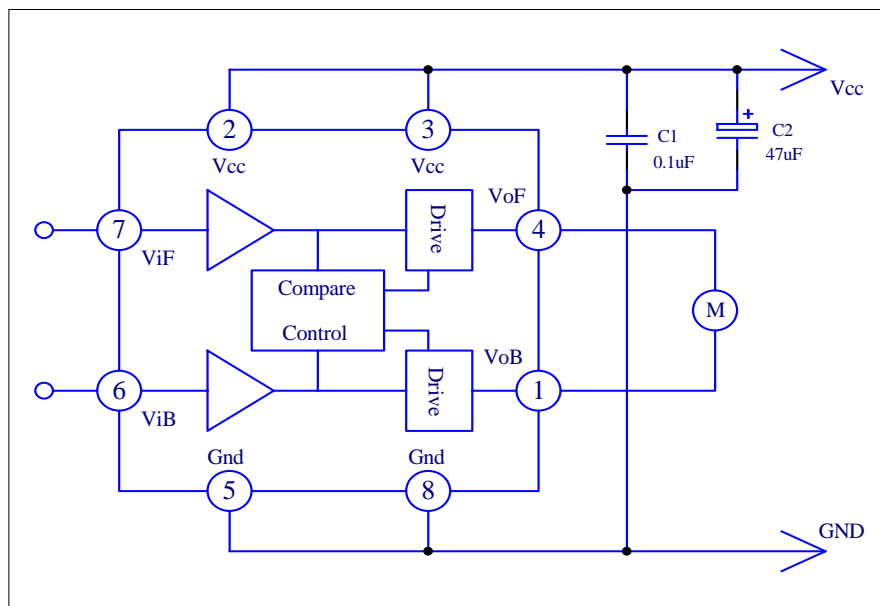 Vcc
2
3
Vcc
Vcc
+
C1
0.1uF
C2
47uF
7
ViF
Drive
VoF
4
Compare
Control
M
6
ViB
Drive
VoB
1
Gnd
5
Gnd
8
GND